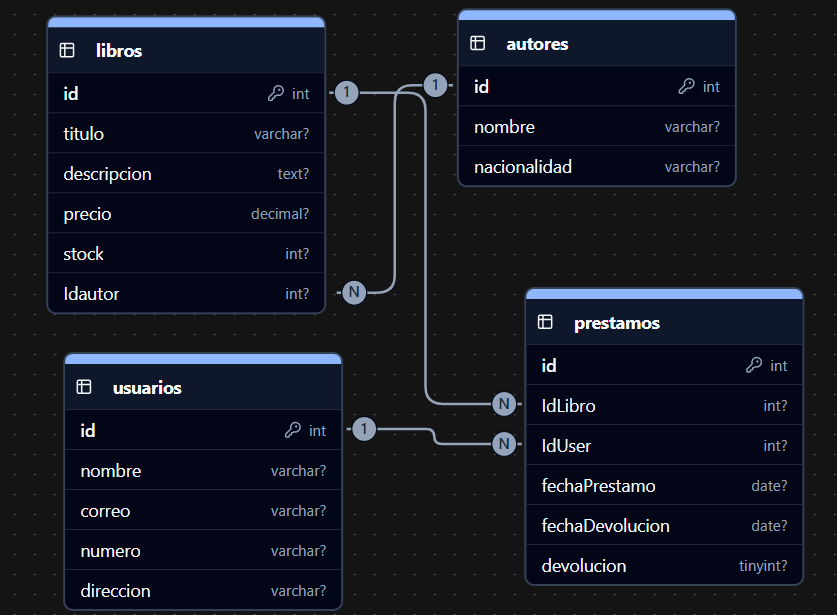 libros
id int
titulo varchar?
descripcion text?
precio decimal?
stock int?
Idautor int?
1
N
autores
id int
nombre varchar?
nacionalidad varchar?
1
usuarios
id int
nombre varchar?
correo varchar?
numero varchar?
direccion varchar?
1
prestamos
id int
IdLibro int?
IdUser int?
fechaPrestamo date?
fechaDevolucion date?
devolucion tinyint?
N
N